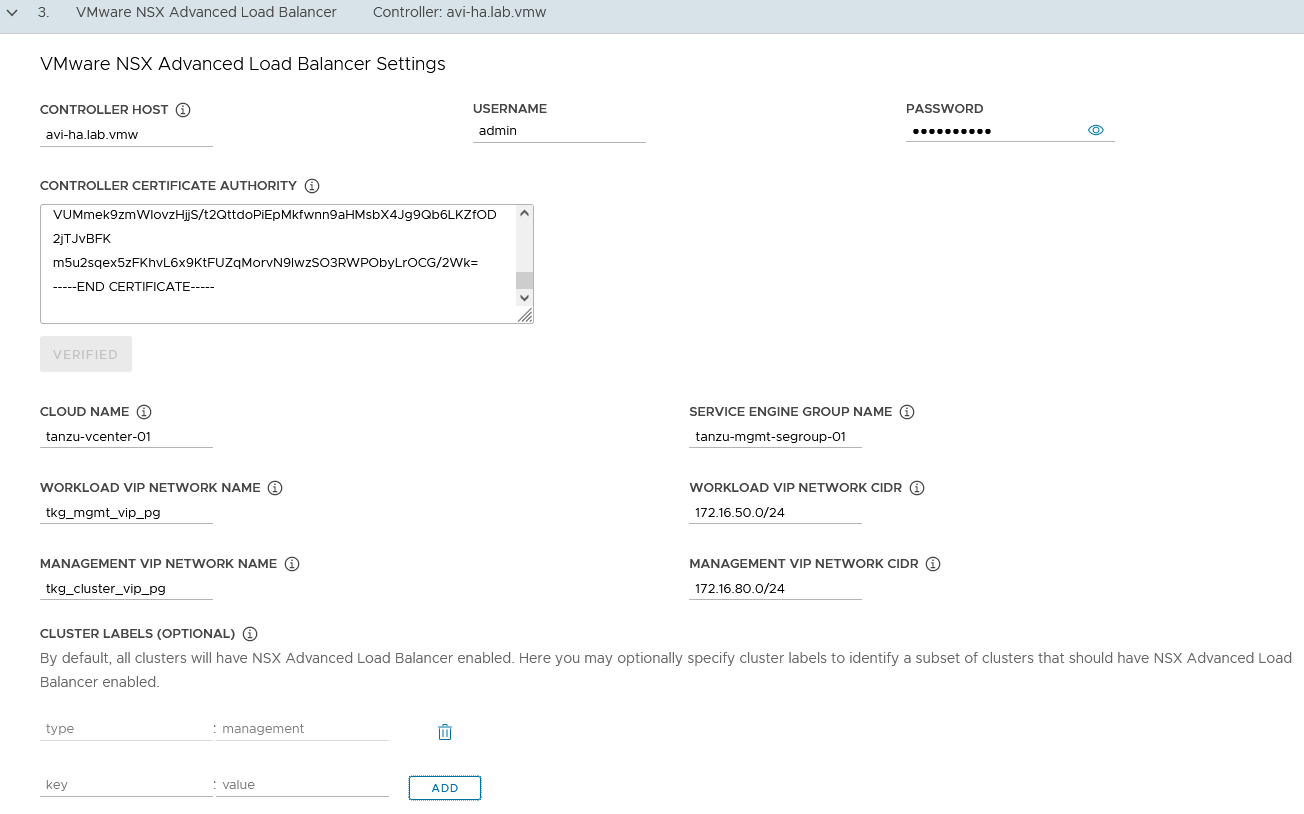 3. VMware NSX Advanced Load Balancer Controller: avi-ha.lab.vmw
VMware NSX Advanced Load Balancer Settings
CONTROLLER HOST
avi-ha.lab.vmw
USERNAME
admin
PASSWORD
••••••••••
CONTROLLER CERTIFICATE AUTHORITY
VUMmek9zmWlovzHjjS/t2QttdoPiEpMkfwnn9aHMsbX4Jg9Qb6LKZfOD
2jTJvBFK
m5u2sqex5zFKhvL6x9KtFUZqMorvN9lwzSO3RWPObyLrOCG/2Wk=
-----END CERTIFICATE-----
VERIFIED
CLOUD NAME
tanzu-vcenter-01
SERVICE ENGINE GROUP NAME
tanzu-mgmt-segroup-01
WORKLOAD VIP NETWORK NAME
tkg_mgmt_vip_pg
WORKLOAD VIP NETWORK CIDR
172.16.50.0/24
MANAGEMENT VIP NETWORK NAME
tkg_cluster_vip_pg
MANAGEMENT VIP NETWORK CIDR
172.16.80.0/24
CLUSTER LABELS (OPTIONAL)
By default, all clusters will have NSX Advanced Load Balancer enabled. Here you may optionally specify cluster labels to identify a subset of clusters that should have NSX Advanced Load
Balancer enabled.
type : management
key : value
ADD